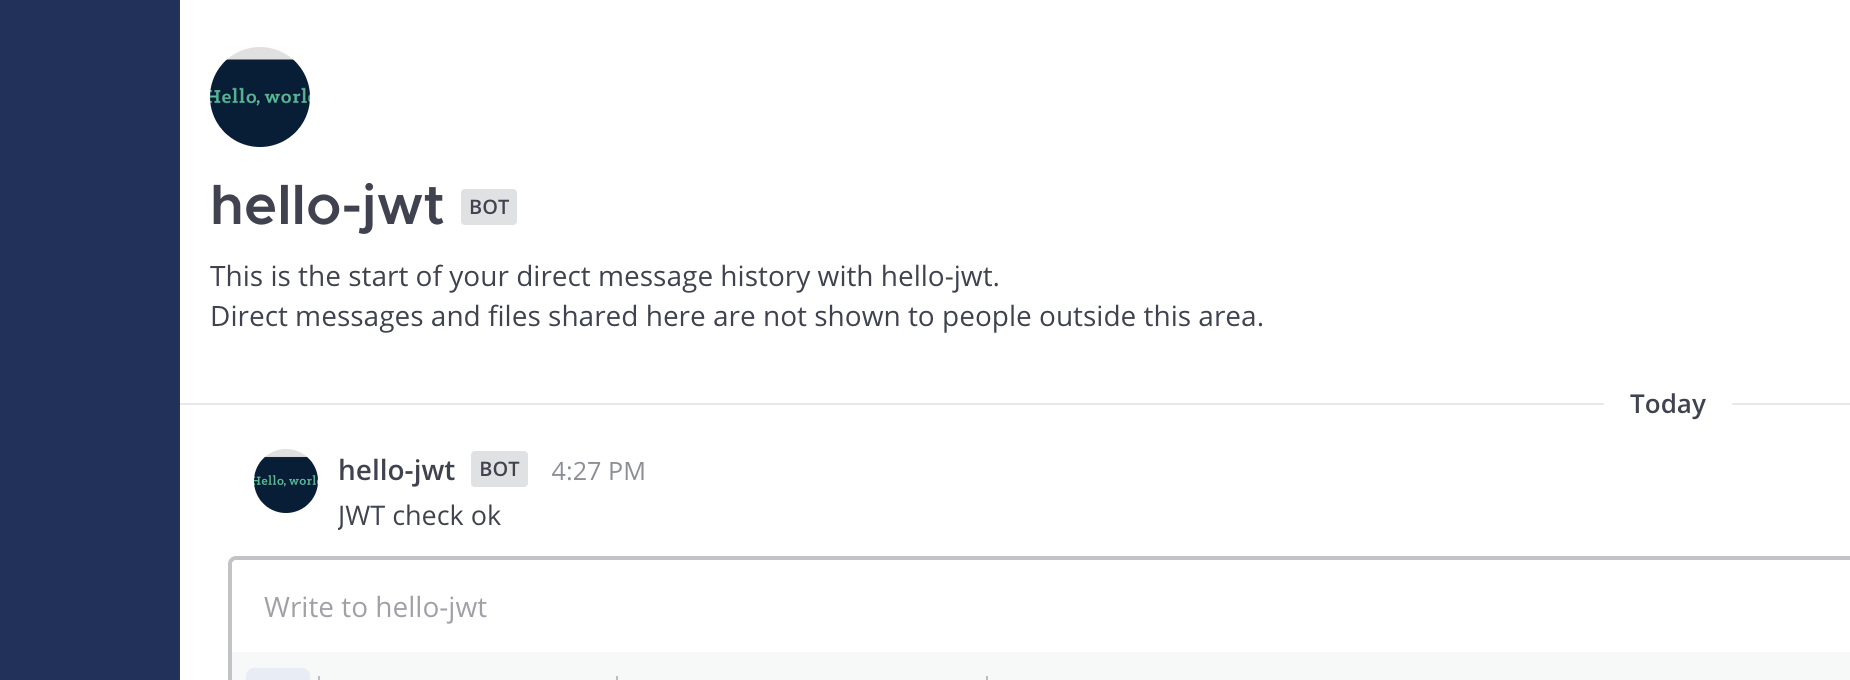 Hello, worl
hello-jwt BOT
This is the start of your direct message history with hello-jwt.
Direct messages and files shared here are not shown to people outside this area.
Today
hello-jwt BOT 4:27 PM
Hello, worl
JWT check ok
Write to hello-jwt